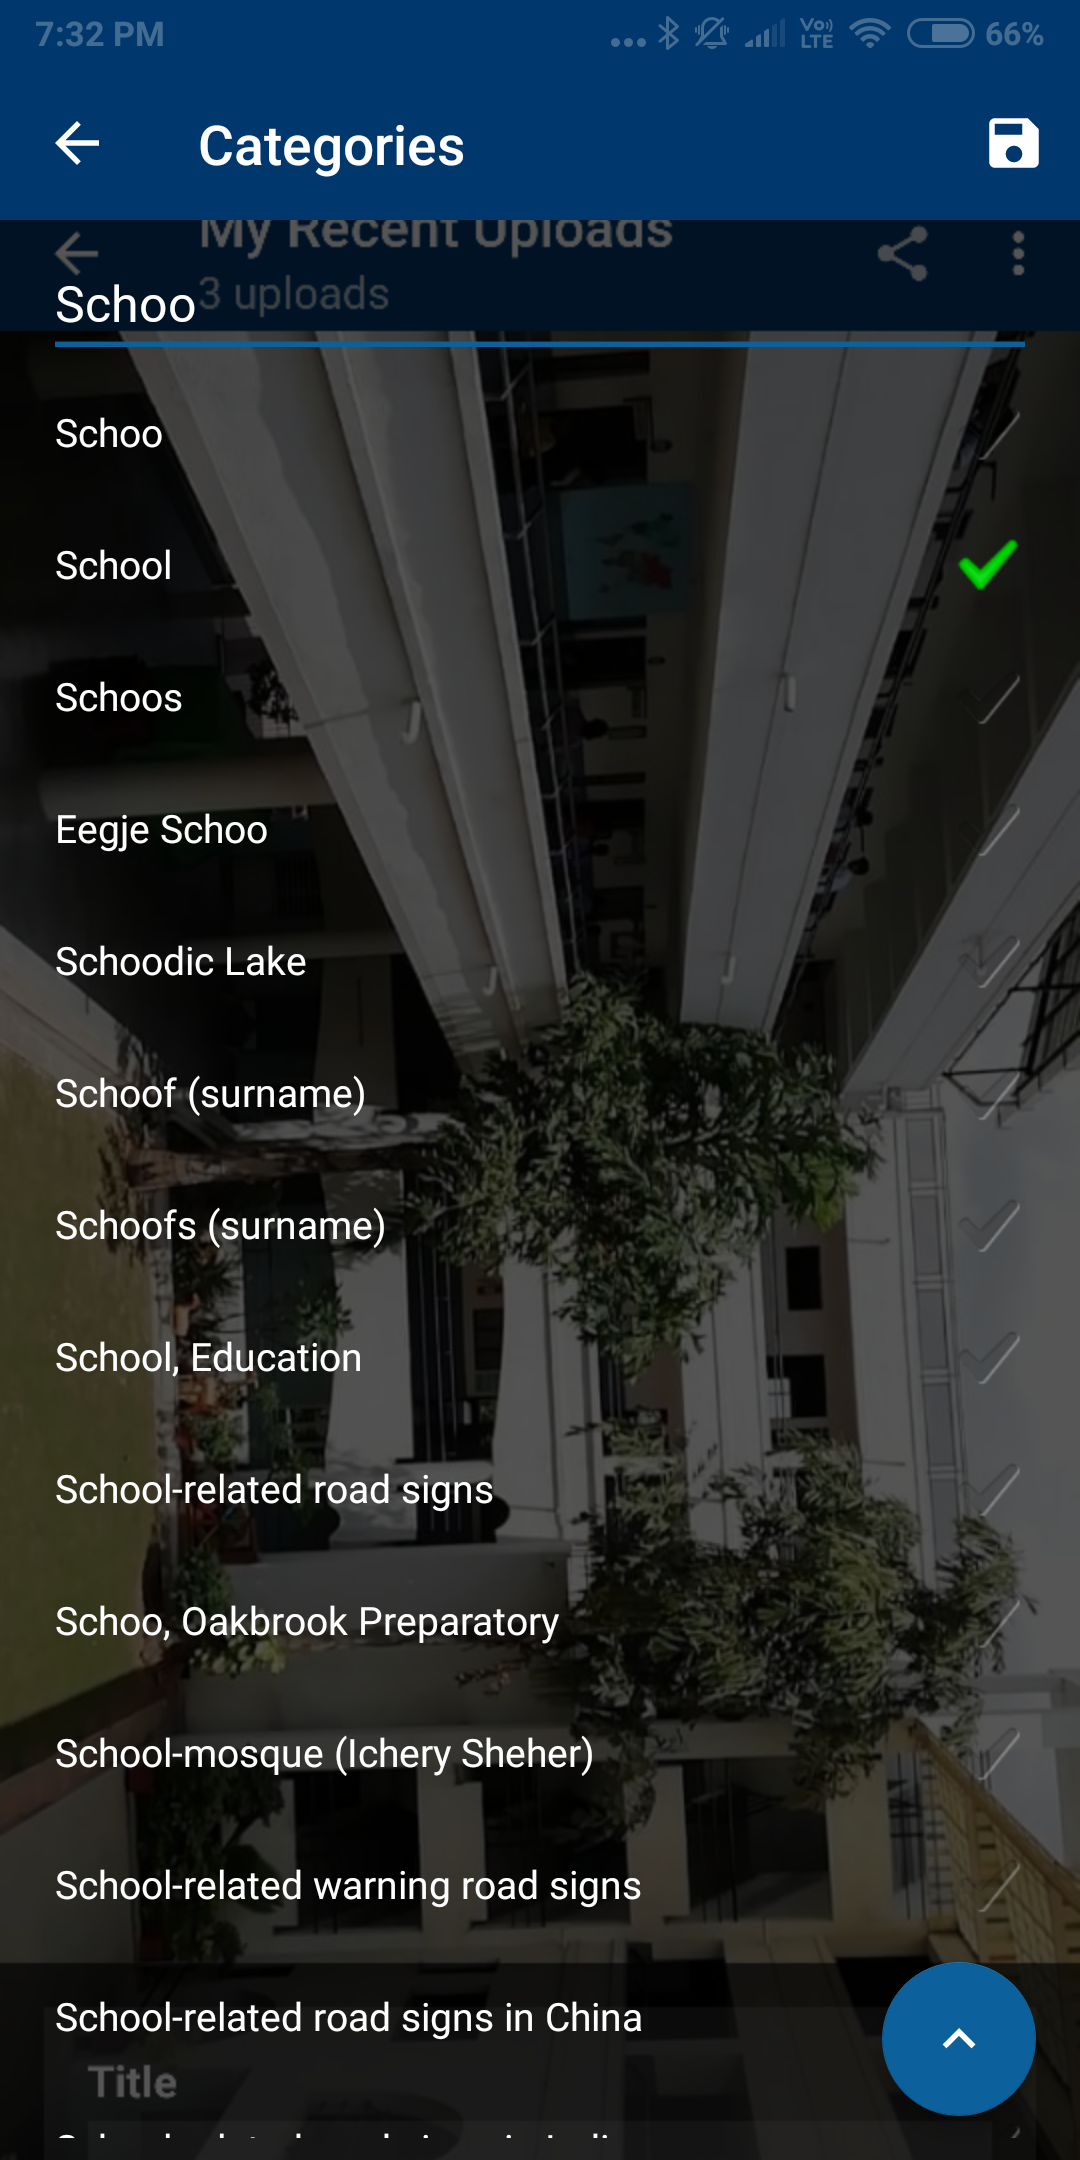 7:32 PM
Vo)) LTE
66%
Categories
My Recent Uploads
3 uploads
Schoo
Schoo
School
Schoos
Eegje Schoo
Schoodic Lake
Schoof (surname)
Schoofs (surname)
School, Education
School-related road signs
Schoo, Oakbrook Preparatory
School-mosque (Ichery Sheher)
School-related warning road signs
School-related road signs in China
Title